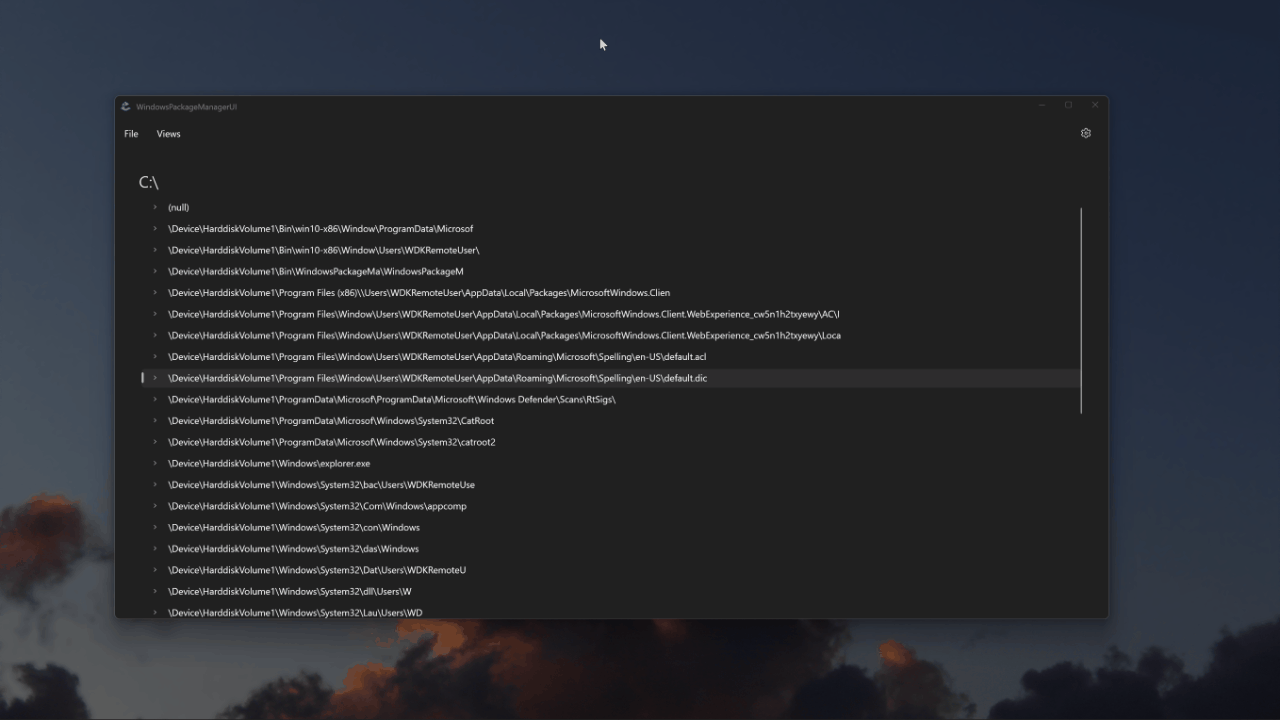 WindowsPackageManagerUI
File Views
C:\
(null)
\Device\HarddiskVolume1\Bin\win10-x86\Window\ProgramData\Microsof
\Device\HarddiskVolume1\Bin\win10-x86\Window\Users\WDKRemoteUser\
\Device\HarddiskVolume1\Bin\WindowsPackageMa\WindowsPackageM
\Device\HarddiskVolume1\Program Files (x86)\\Users\WDKRemoteUser\AppData\Local\Packages\MicrosoftWindows.Clien
\Device\HarddiskVolume1\Program Files\Window\Users\WDKRemoteUser\AppData\Local\Packages\MicrosoftWindows.Client.WebExperience_cw5n1h2txyewy\AC\I
\Device\HarddiskVolume1\Program Files\Window\Users\WDKRemoteUser\AppData\Local\Packages\MicrosoftWindows.Client.WebExperience_cw5n1h2txyewy\Loca
\Device\HarddiskVolume1\Program Files\Window\Users\WDKRemoteUser\AppData\Roaming\Microsoft\Spelling\en-US\default.acl
\Device\HarddiskVolume1\Program Files\Window\Users\WDKRemoteUser\AppData\Roaming\Microsoft\Spelling\en-US\default.dic
\Device\HarddiskVolume1\ProgramData\Microsof\ProgramData\Microsoft\Windows Defender\Scans\RtSigs\
\Device\HarddiskVolume1\ProgramData\Microsof\Windows\System32\CatRoot
\Device\HarddiskVolume1\ProgramData\Microsof\Windows\System32\catroot2
\Device\HarddiskVolume1\Windows\explorer.exe
\Device\HarddiskVolume1\Windows\System32\bac\Users\WDKRemoteUse
\Device\HarddiskVolume1\Windows\System32\Com\Windows\appcomp
\Device\HarddiskVolume1\Windows\System32\con\Windows
\Device\HarddiskVolume1\Windows\System32\das\Windows
\Device\HarddiskVolume1\Windows\System32\Dat\Users\WDKRemoteU
\Device\HarddiskVolume1\Windows\System32\dll\Users\W
\Device\HarddiskVolume1\Windows\System32\Lau\Users\WD